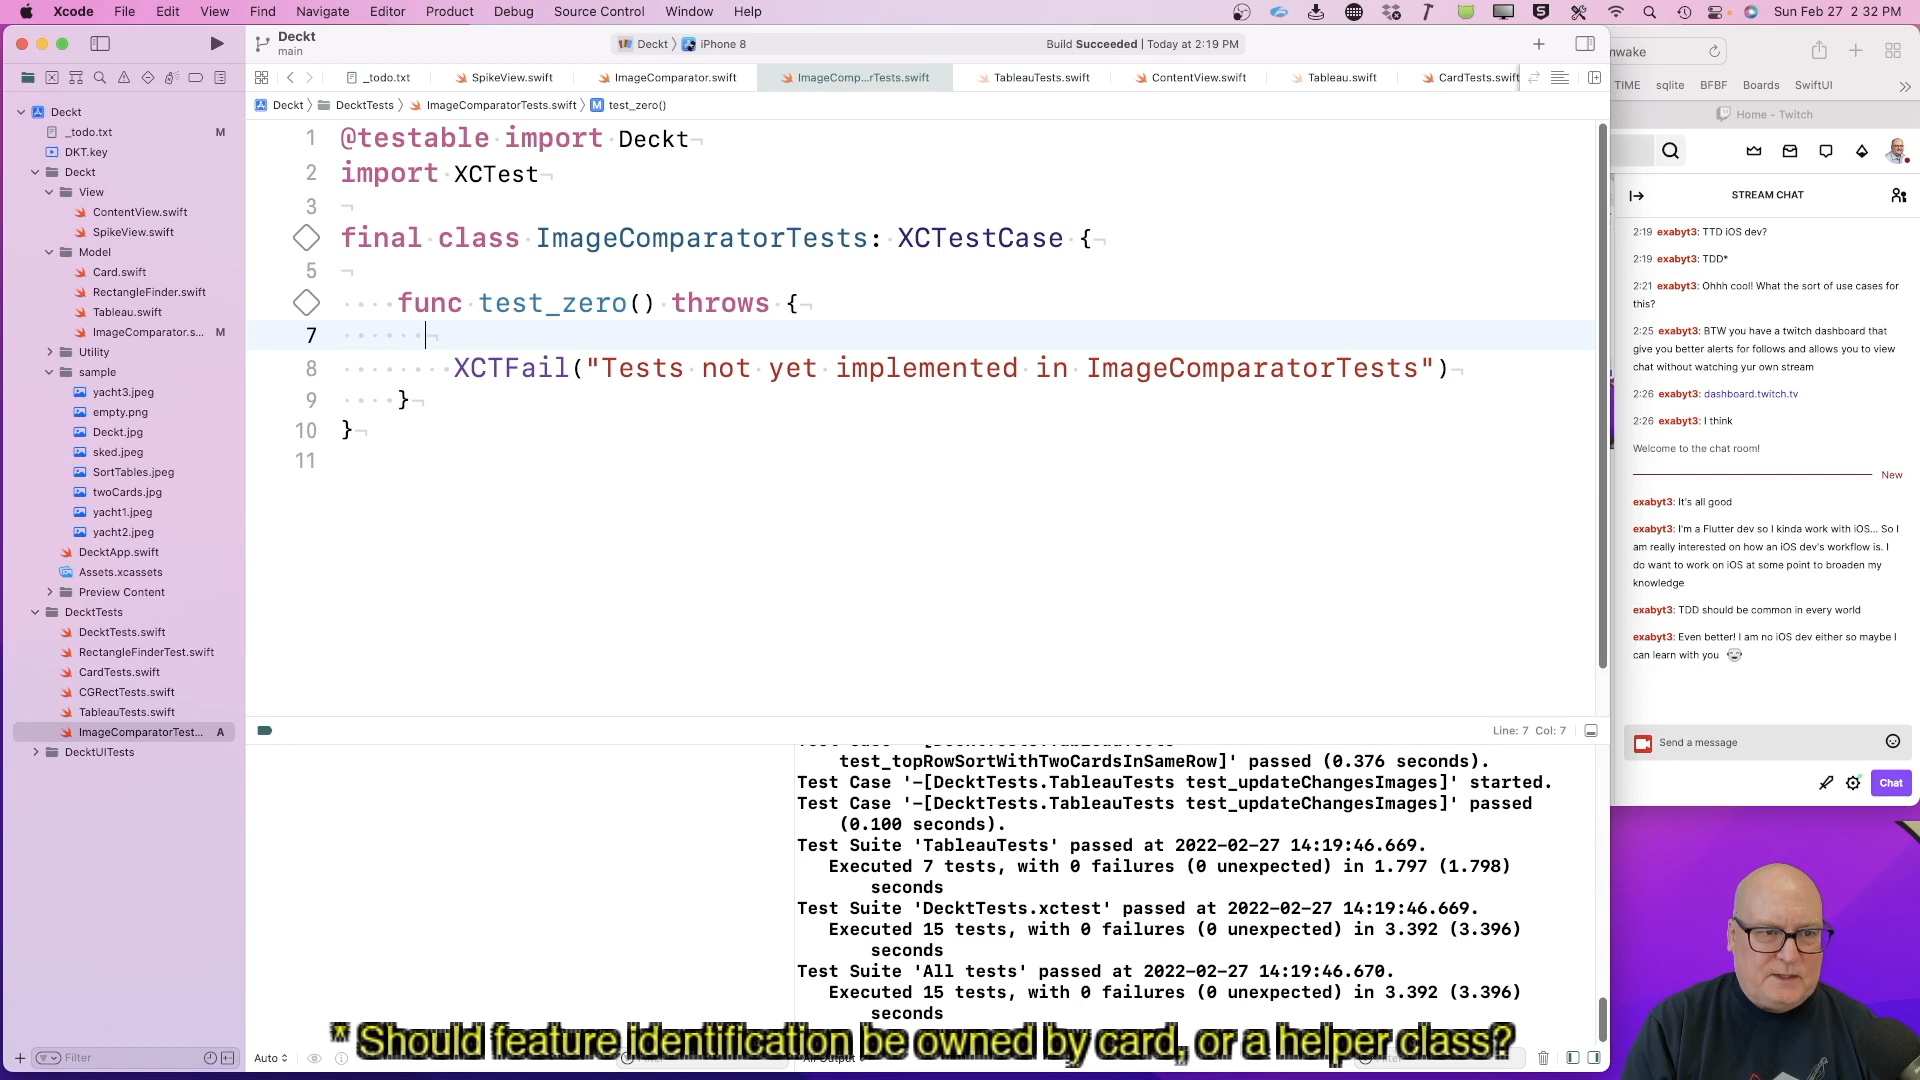 Xcode File Edit View Find Navigate Editor Product Debug Source Control Window Help Sun Feb 27 2:32 PM
Deckt
main
Deckt 〉 iPhone 8
Build Succeeded | Today at 2:19 PM
_todo.txt SpikeView.swift ImageComparator.swift ImageComp...rTests.swift TableauTests.swift ContentView.swift Tableau.swift CardTests.swift
Deckt 〉 DecktTests 〉 ImageComparatorTests.swift 〉 M test_zero()
Deckt
_todo.txt M
DKT.key
Deckt
View
ContentView.swift
SpikeView.swift
Model
Card.swift
RectangleFinder.swift
Tableau.swift
ImageComparator.s... M
Utility
sample
yacht3.jpeg
empty.png
Deckt.jpg
sked.jpeg
SortTables.jpeg
twoCards.jpg
yacht1.jpeg
yacht2.jpeg
DecktApp.swift
Assets.xcassets
Preview Content
DecktTests
DecktTests.swift
RectangleFinderTest.swift
CardTests.swift
CGRectTests.swift
TableauTests.swift
ImageComparatorTest... A
DecktUITests
Filter
1 @testable import Deckt
2 import XCTest
3
final class ImageComparatorTests: XCTestCase {
5
func test_zero() throws {
7
8 XCTFail("Tests not yet implemented in ImageComparatorTests")
9 }
10 }
11
Line: 7 Col: 7
test_topRowSortWithTwoCardsInSameRow]' passed (0.376 seconds).
Test Case '-[DecktTests.TableauTests test_updateChangesImages]' started.
Test Case '-[DecktTests.TableauTests test_updateChangesImages]' passed
(0.100 seconds).
Test Suite 'TableauTests' passed at 2022-02-27 14:19:46.669.
Executed 7 tests, with 0 failures (0 unexpected) in 1.797 (1.798)
seconds
Test Suite 'DecktTests.xctest' passed at 2022-02-27 14:19:46.669.
Executed 15 tests, with 0 failures (0 unexpected) in 3.392 (3.396)
seconds
Test Suite 'All tests' passed at 2022-02-27 14:19:46.670.
Executed 15 tests, with 0 failures (0 unexpected) in 3.392 (3.396)
seconds
* Should feature identification be owned by card, or a helper class?
Auto
nwake
TIME sqlite BFBF Boards SwiftUI
Home - Twitch
STREAM CHAT
2:19 exabyt3: TTD iOS dev?
2:19 exabyt3: TDD*
2:21 exabyt3: Ohhh cool! What the sort of use cases for
this?
2:25 exabyt3: BTW you have a twitch dashboard that
give you better alerts for follows and allows you to view
chat without watching yur own stream
2:26 exabyt3: dashboard.twitch.tv
2:26 exabyt3: I think
Welcome to the chat room!
New
exabyt3: It's all good
exabyt3: I'm a Flutter dev so I kinda work with iOS... So I
am really interested on how an iOS dev's workflow is. I
do want to work on iOS at some point to broaden my
knowledge
exabyt3: TDD should be common in every world
exabyt3: Even better! I am no iOS dev either so maybe I
can learn with you
Send a message
Chat